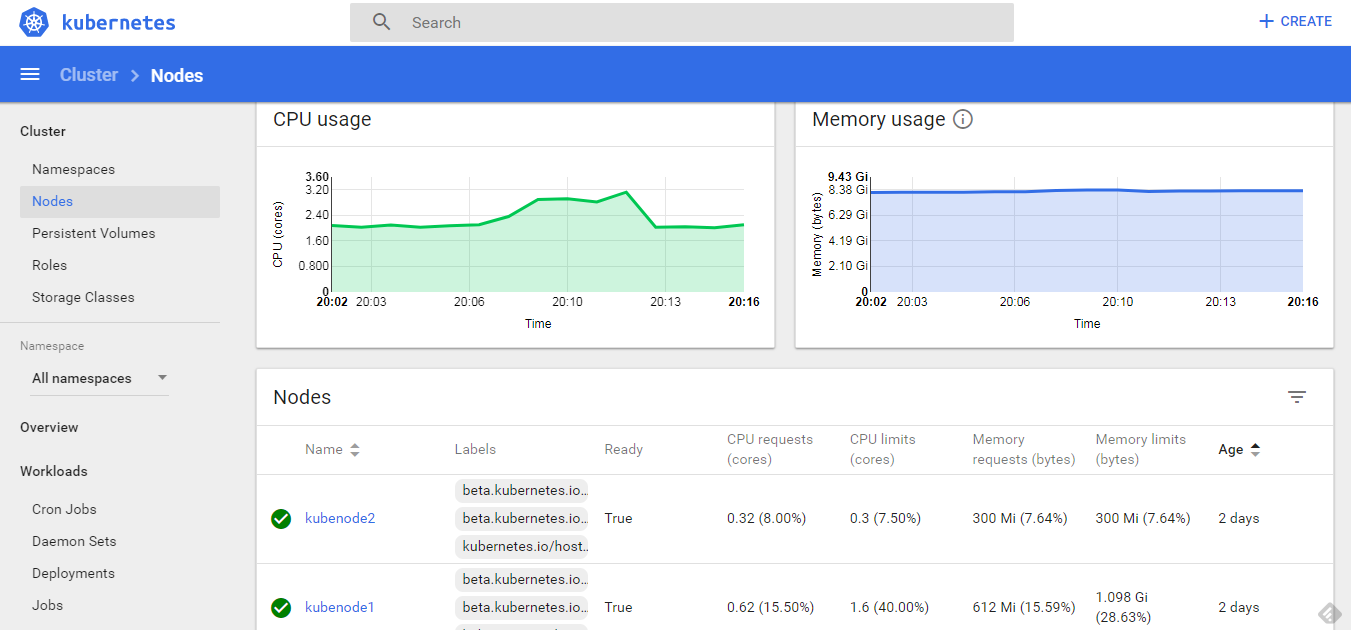 kubernetes
Search
CREATE
Cluster
Nodes
Cluster
Namespaces
Nodes
Persistent Volumes
Roles
Storage Classes
Namespace
All namespaces
Overview
Workloads
Cron Jobs
Daemon Sets
Deployments
Jobs
CPU usage
CPU (cores)
3.60
3.20
2.40
1.60
0.800
0
20:02 20:03 20:06 20:10 20:13 20:16
Time
Memory usage
Memory (bytes)
9.43 Gi
8.38 Gi
6.29 Gi
4.19 Gi
2.10 Gi
0
20:02 20:03 20:06 20:10 20:13 20:16
Time
Nodes
Name Labels Ready CPU requests (cores) CPU limits (cores) Memory requests (bytes) Memory limits (bytes) Age
beta.kubernetes.io...
kubenode2 beta.kubernetes.io... True 0.32 (8.00%) 0.3 (7.50%) 300 Mi (7.64%) 300 Mi (7.64%) 2 days
kubernetes.io/host...
beta.kubernetes.io...
kubenode1 beta.kubernetes.io... True 0.62 (15.50%) 1.6 (40.00%) 612 Mi (15.59%) 1.098 Gi (28.63%) 2 days